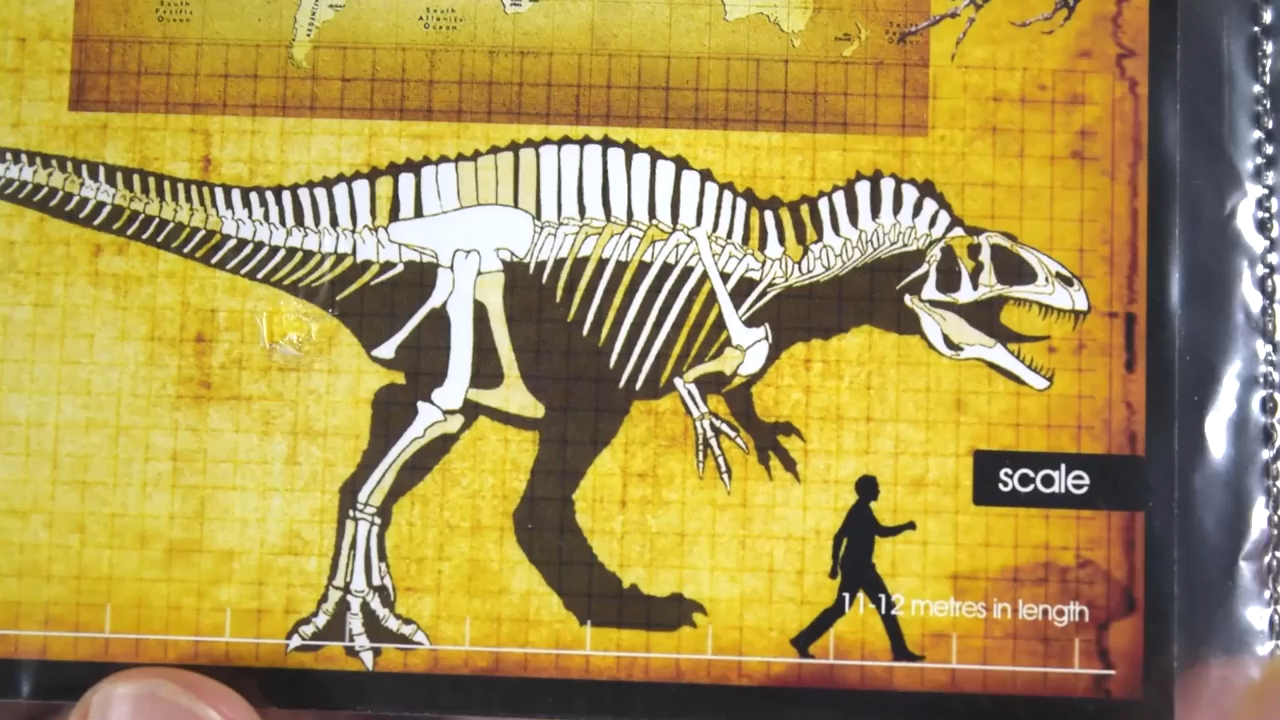 South
Pacific
Ocean
South
Atlantic
Ocean
scale
11-12 metres in length